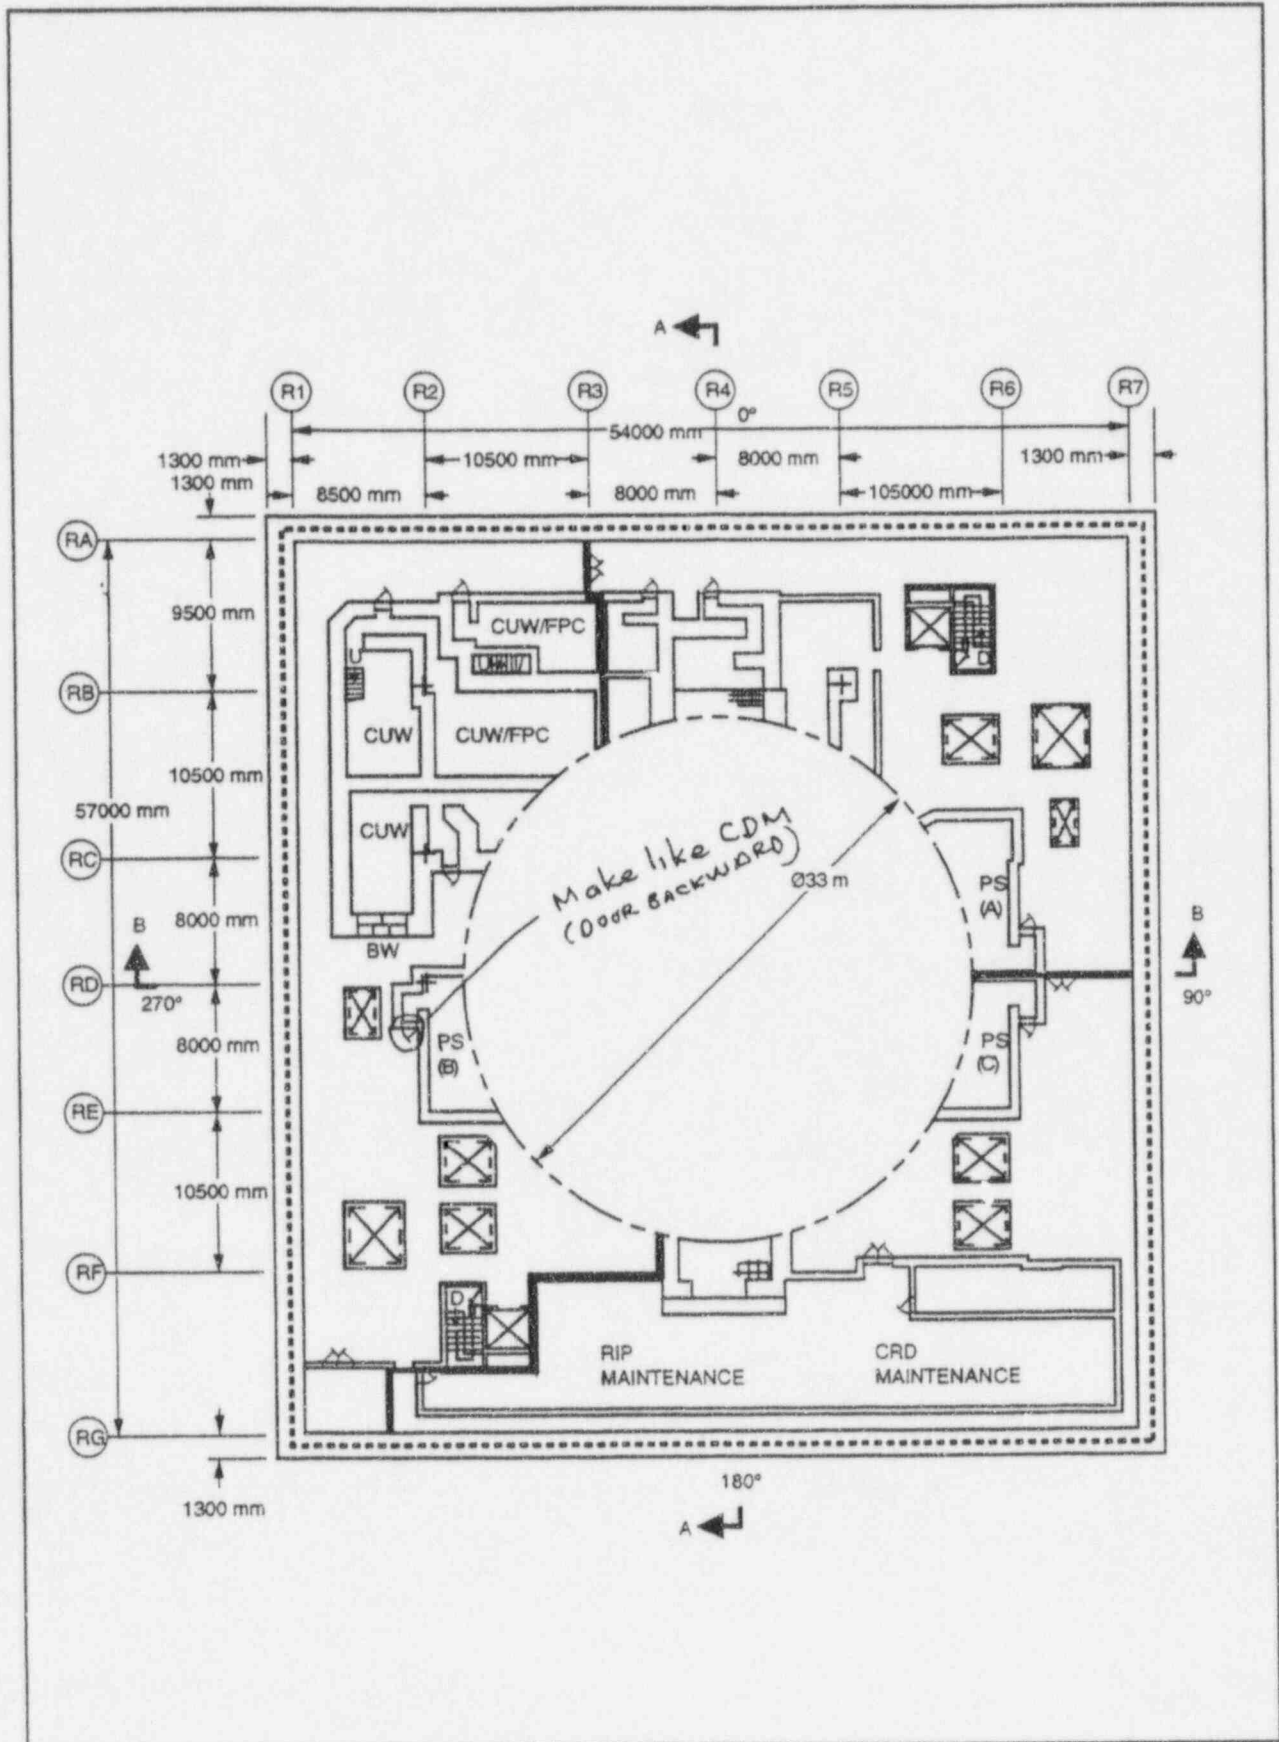 A
R1 R2 R3 R4 R5 R6 R7
0°
54000 mm
1300 mm 10500 mm 8000 mm 1300 mm
1300 mm
8500 mm 8000 mm 105000 mm
RA
9500 mm
CUW/FPC
U
U
D
RB
CUW CUW/FPC
10500 mm
57000 mm
CUW
Make like CDM
(DOOR BACKWARD)
RC
Ø33 m
PS
(A)
8000 mm
B
B
BW
RD
270°
90°
8000 mm
PS
(B)
PS
(C)
RE
10500 mm
RF
D
RIP
MAINTENANCE
CRD
MAINTENANCE
RG
180°
1300 mm
A